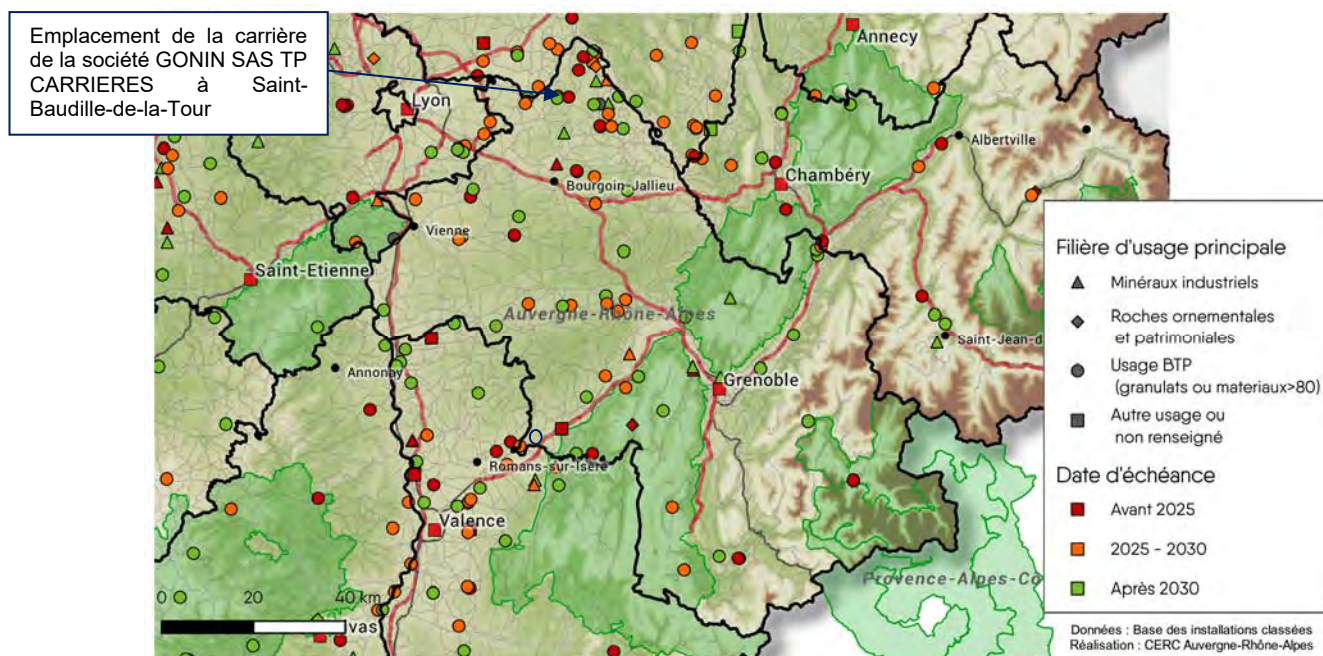 Emplacement de la carrière
de la société GONIN SAS TP
CARRIERES à Saint-
Baudille-de-la-Tour
Annecy
Lyon
Albertville
Bourgoin-Jallieu
Chambéry
Vienne
Saint-Etienne
Auvergne-Rhône-Alpes
Saint-Jean-d
Annonay
Grenoble
Romans-sur-Isère
Valence
Provence-Alpes-Co
0 20 40 km
vas
Filière d'usage principale
Minéraux industriels
Roches ornementales
et patrimoniales
Usage BTP
(granulats ou materiaux>80)
Autre usage ou
non renseigné
Date d'échéance
Avant 2025
2025 - 2030
Après 2030
Données : Base des installations classées
Réalisation : CERC Auvergne-Rhône-Alpes